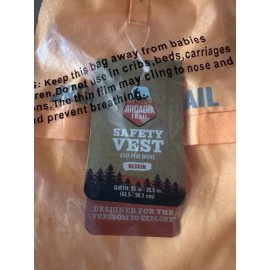 G: Keep this bag away from babies
ren. Do not use in cribs, beds, carriages
ns. The thin film may cling to nose and
and prevent breathing.
AIL
ARCADIA
TRAIL
SAFETY
VEST
MEDIUM
GIRTH: 25 in - 35.5 in
DESIGNED FOR THE
FREEDOM TO EXPLORE